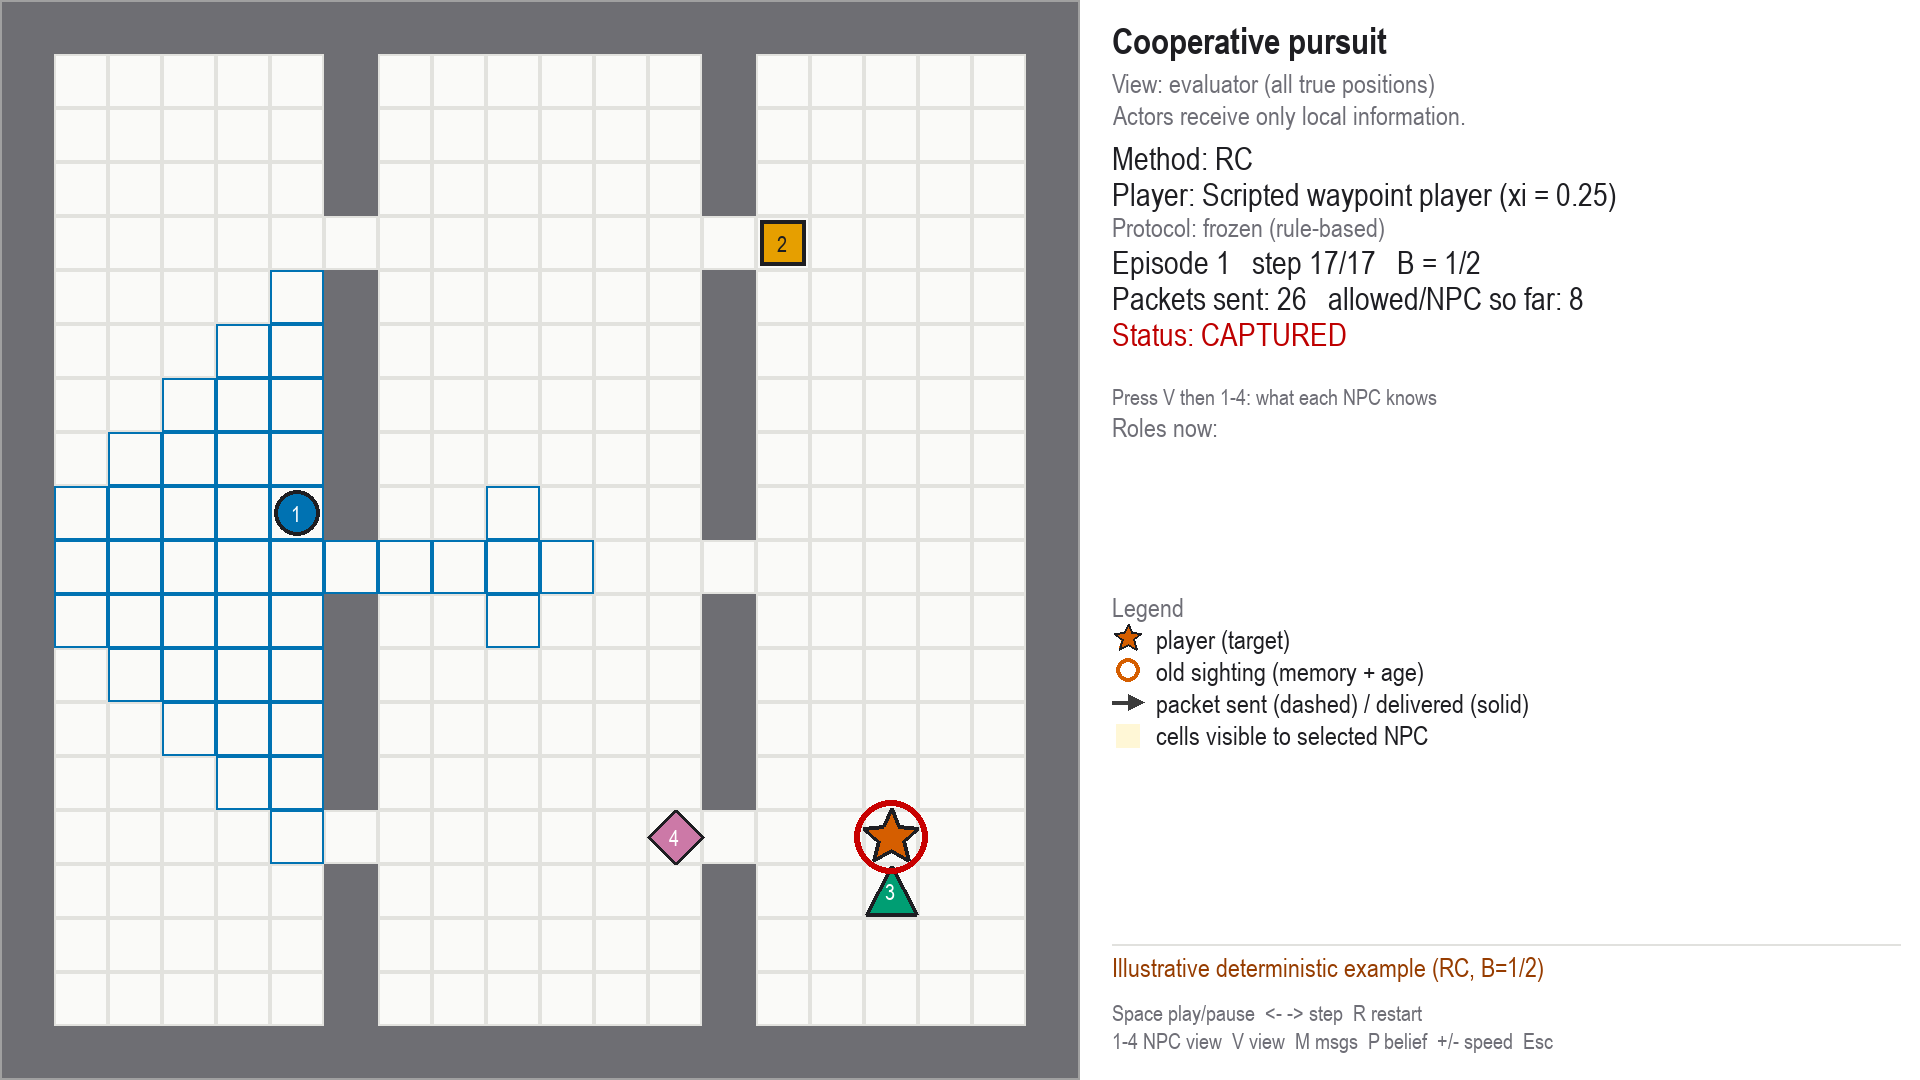 Cooperative pursuit
View: evaluator (all true positions)
Actors receive only local information.
Method: RC
Player: Scripted waypoint player (xi = 0.25)
Protocol: frozen (rule-based)
Episode 1 step 17/17 B = 1/2
Packets sent: 26 allowed/NPC so far: 8
Status: CAPTURED
Press V then 1-4: what each NPC knows
Roles now:
2
1
4
3
Legend
player (target)
old sighting (memory + age)
packet sent (dashed) / delivered (solid)
cells visible to selected NPC
Illustrative deterministic example (RC, B=1/2)
Space play/pause <- -> step R restart
1-4 NPC view V view M msgs P belief +/- speed Esc